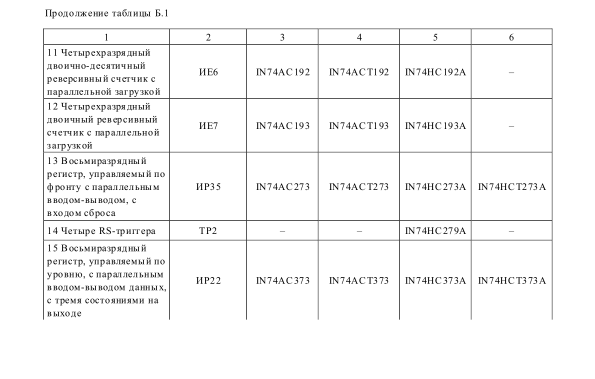 Продолжение таблицы Б.1
1 2 3 4 5 6
11 Четырехразрядный
двоично-десятичный
реверсивный счетчик с
параллельной загрузкой
ИЕ6 IN74AC192 IN74ACT192 IN74HC192A –
12 Четырехразрядный
двоичный реверсивный
счетчик с параллельной
загрузкой
ИЕ7 IN74AC193 IN74ACT193 IN74HC193A –
13 Восьмиразрядный
регистр, управляемый по
фронту с параллельным
вводом-выводом, с
входом сброса
ИР35 IN74AC273 IN74ACT273 IN74HC273A IN74HCT273A
14 Четыре RS-триггера ТР2 – – IN74HC279A –
15 Восьмиразрядный
регистр, управляемый по
уровню, с параллельным
вводом-выводом данных,
с тремя состояниями на
выходе
ИР22 IN74AC373 IN74ACT373 IN74HC373A IN74HCT373A